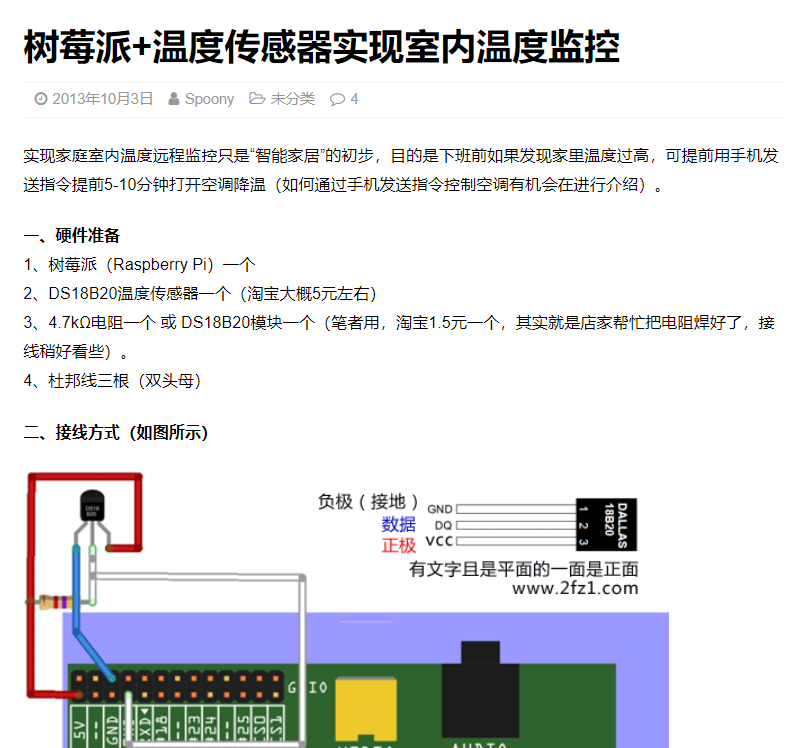 树莓派+温度传感器实现室内温度监控
2013年10月3日 Spoony 未分类 4
实现家庭室内温度远程监控只是“智能家居”的初步，目的是下班前如果发现家里温度过高，可提前用手机发
送指令提前5-10分钟打开空调降温（如何通过手机发送指令控制空调有机会在进行介绍）。
一、硬件准备
1、树莓派（Raspberry Pi）一个
2、DS18B20温度传感器一个（淘宝大概5元左右）
3、4.7kΩ电阻一个 或 DS18B20模块一个（笔者用，淘宝1.5元一个，其实就是店家帮忙把电阻焊好了，接
线稍好看些）。
4、杜邦线三根（双头母）
二、接线方式（如图所示）
DS18
B20
负极（接地） GND 1
数据 DQ 2
正极 VCC 3
DALLAS
18B20
有文字且是平面的一面是正面
www.2fz1.com
GPIO
5V
--
GND
TXD
#18
--
#23
#24
--
#25